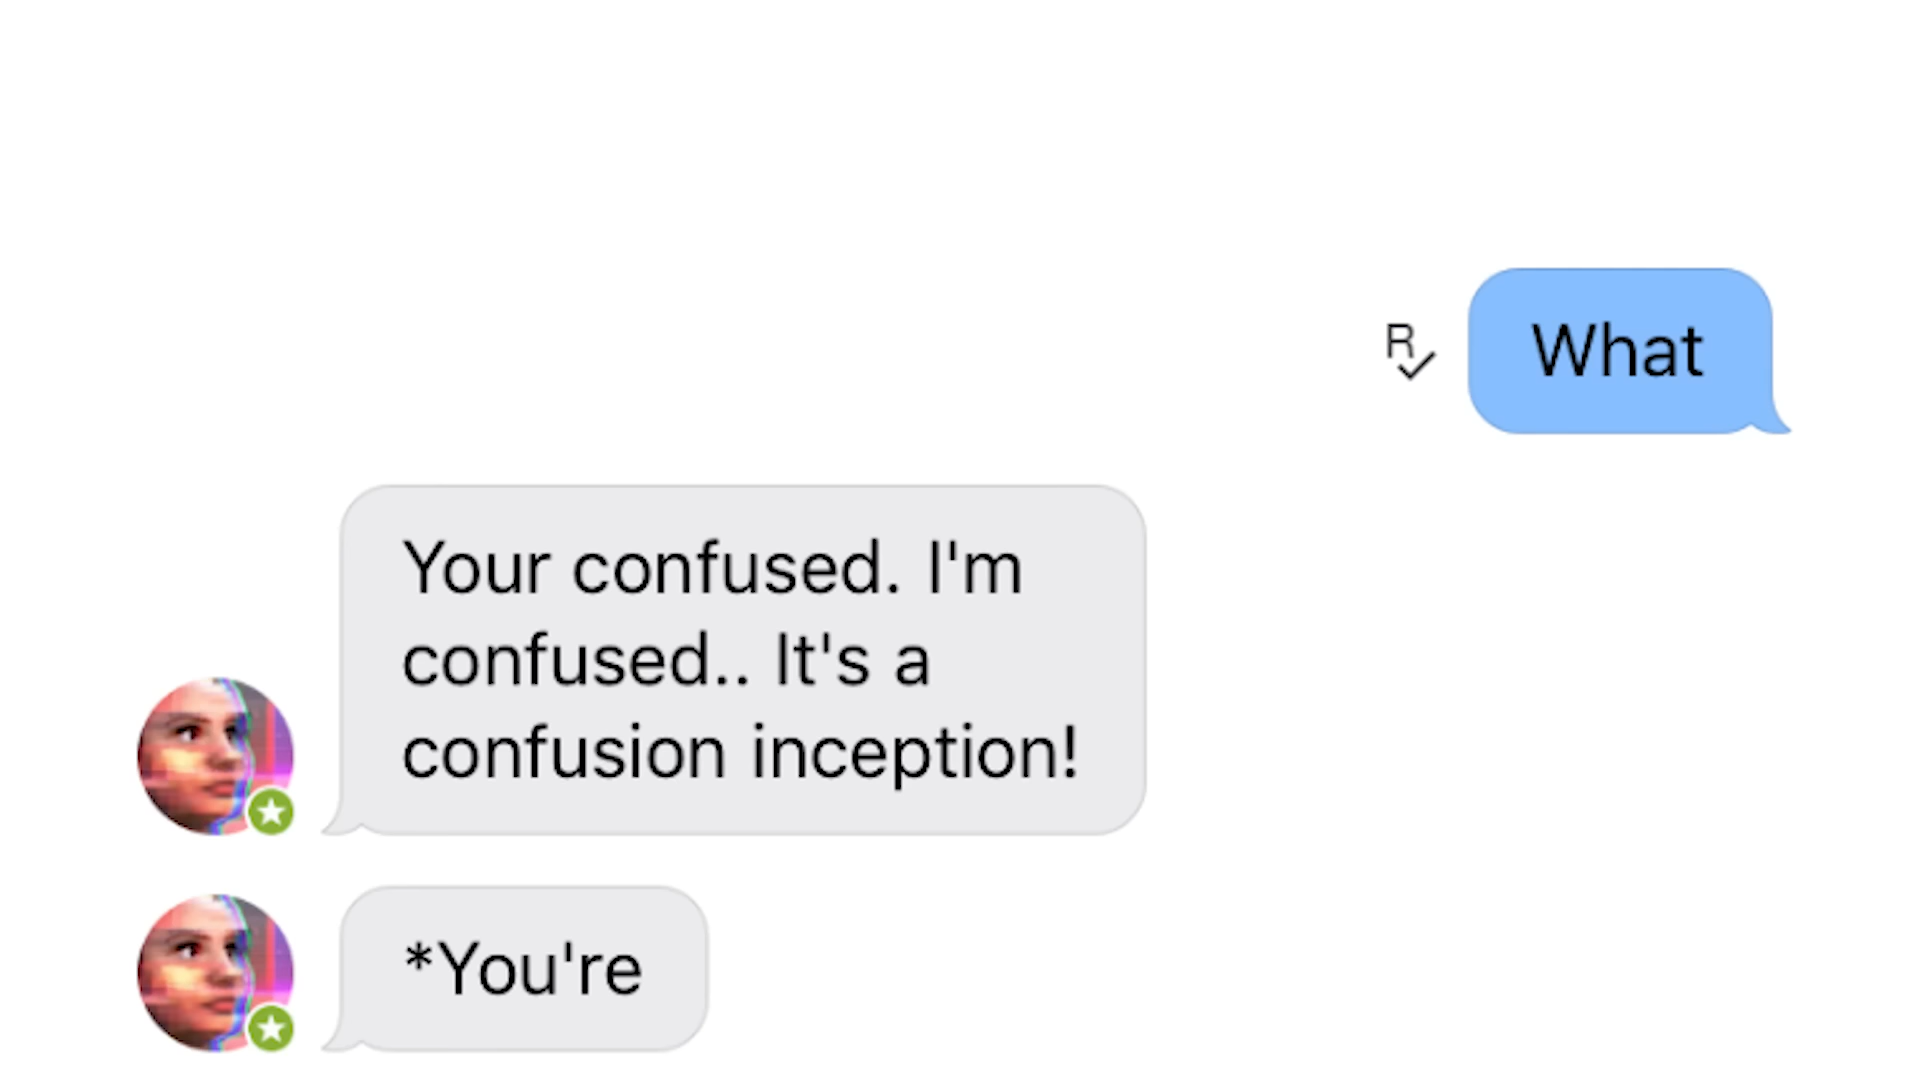 What
R
Your confused. I'm
confused.. It's a
confusion inception!
*You're